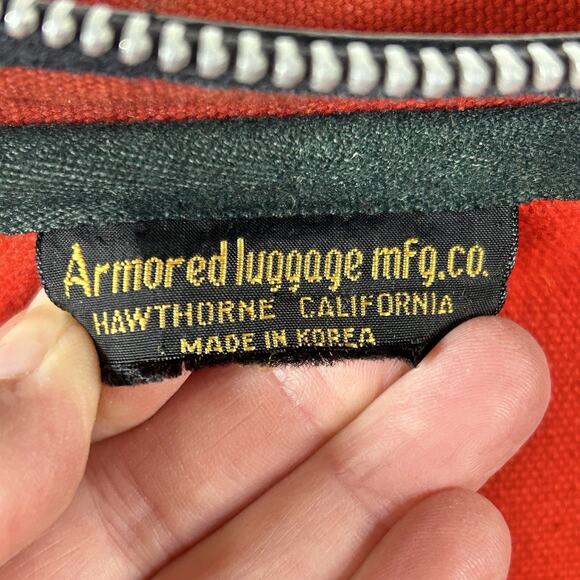 Armored luggage mfg.co.
HAWTHORNE CALIFORNIA
MADE IN KOREA